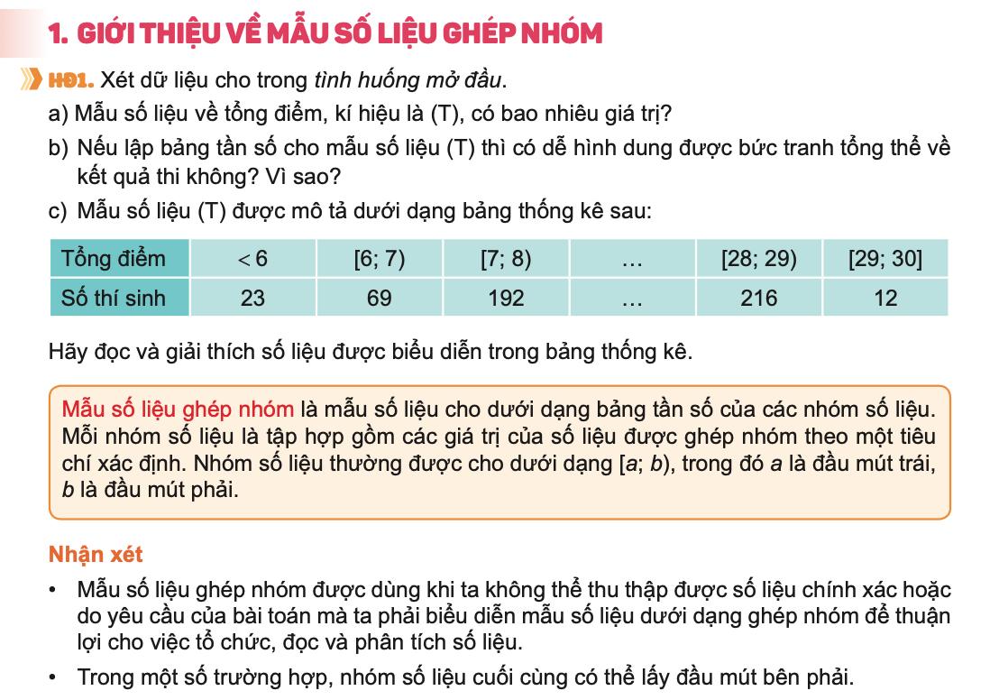 1. GIỚI THIỆU VỀ MẪU SỐ LIỆU GHÉP NHÓM
HĐ1. Xét dữ liệu cho trong tình huống mở đầu.
a) Mẫu số liệu về tổng điểm, kí hiệu là (T), có bao nhiêu giá trị?
b) Nếu lập bảng tần số cho mẫu số liệu (T) thì có dễ hình dung được bức tranh tổng thể về
kết quả thi không? Vì sao?
c) Mẫu số liệu (T) được mô tả dưới dạng bảng thống kê sau:
Tổng điểm < 6 [6; 7) [7; 8) ... [28; 29) [29; 30]
Số thí sinh 23 69 192 ... 216 12
Hãy đọc và giải thích số liệu được biểu diễn trong bảng thống kê.
Mẫu số liệu ghép nhóm là mẫu số liệu cho dưới dạng bảng tần số của các nhóm số liệu.
Mỗi nhóm số liệu là tập hợp gồm các giá trị của số liệu được ghép nhóm theo một tiêu
chí xác định. Nhóm số liệu thường được cho dưới dạng [a; b), trong đó a là đầu mút trái,
b là đầu mút phải.
Nhận xét
• Mẫu số liệu ghép nhóm được dùng khi ta không thể thu thập được số liệu chính xác hoặc
do yêu cầu của bài toán mà ta phải biểu diễn mẫu số liệu dưới dạng ghép nhóm để thuận
lợi cho việc tổ chức, đọc và phân tích số liệu.
• Trong một số trường hợp, nhóm số liệu cuối cùng có thể lấy đầu mút bên phải.